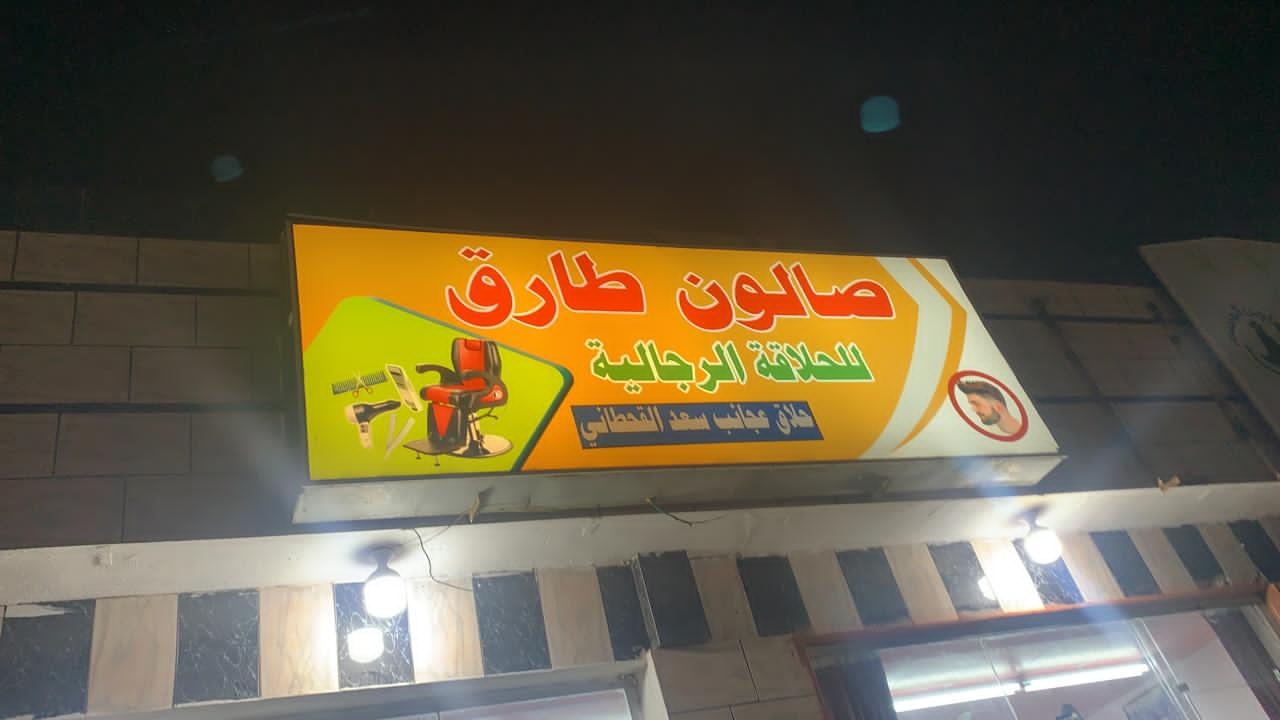 صالون طارق
للحلاقة الرجالية
حلاق عجائب سعد القحطاني